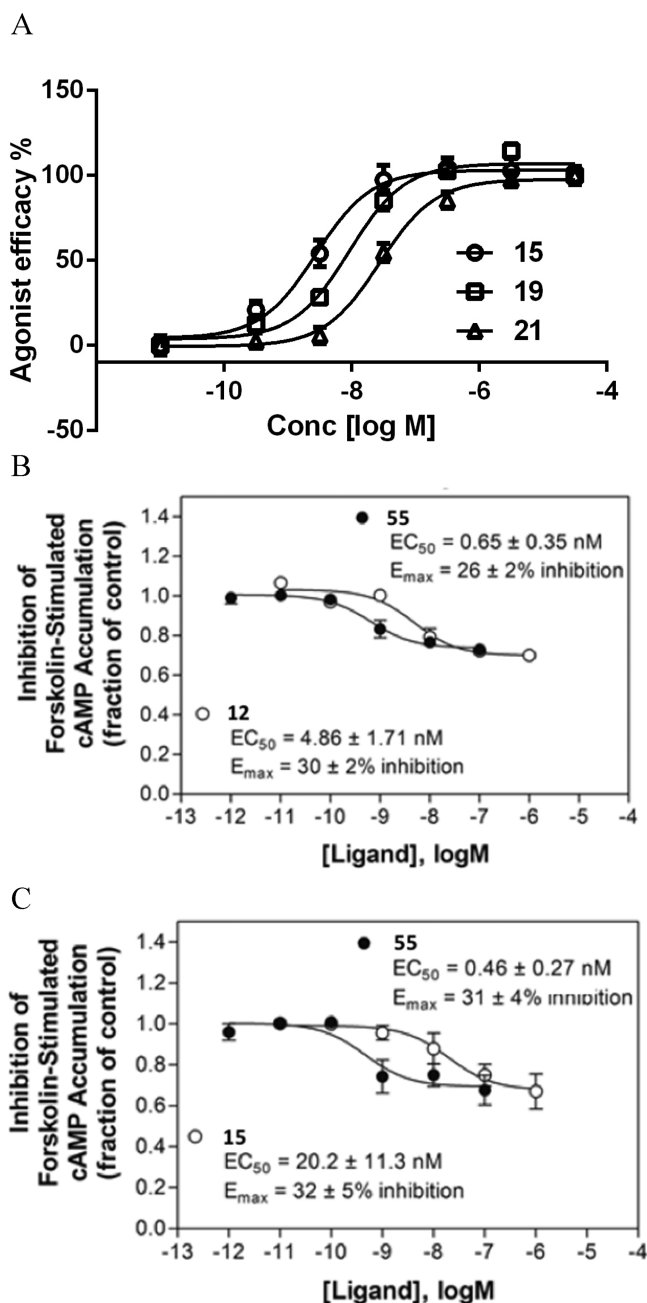 A
150
100
50
0
-50
Agonist efficacy %
15
19
21
-10
-8
-6
-4
Conc [log M]
B
Inhibition of
Forskolin-Stimulated
cAMP Accumulation
(fraction of control)
1.4
1.2
1.0
0.8
0.6
0.4
0.2
0.0
55
EC50 = 0.65 ± 0.35 nM
Emax = 26 ± 2% inhibition
12
EC50 = 4.86 ± 1.71 nM
Emax = 30 ± 2% inhibition
-13 -12 -11 -10 -9 -8 -7 -6 -5 -4
[Ligand], logM
C
Inhibition of
Forskolin-Stimulated
cAMP Accumulation
(fraction of control)
1.4
1.2
1.0
0.8
0.6
0.4
0.2
0.0
55
EC50 = 0.46 ± 0.27 nM
Emax = 31 ± 4% inhibition
15
EC50 = 20.2 ± 11.3 nM
Emax = 32 ± 5% inhibition
-13 -12 -11 -10 -9 -8 -7 -6 -5 -4
[Ligand], logM